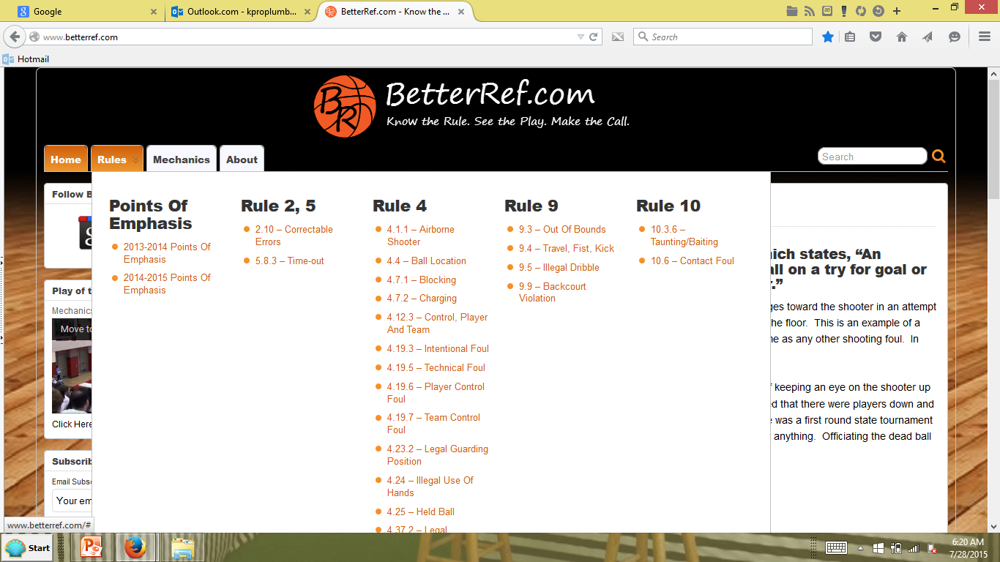 Google
Outlook.com - kproplumb...
BetterRef.com - Know the ...
www.betterref.com
Search
Hotmail
BR
BetterRef.com
Know the Rule. See the Play. Make the Call.
Home
Rules
Mechanics
About
Search
Follow B
Points Of
Emphasis
2013-2014 Points Of
Emphasis
2014-2015 Points Of
Emphasis
Rule 2, 5
2.10 – Correctable
Errors
5.8.3 – Time-out
Rule 4
4.1.1 – Airborne
Shooter
4.4 – Ball Location
4.7.1 – Blocking
4.7.2 – Charging
4.12.3 – Control, Player
And Team
4.19.3 – Intentional Foul
4.19.5 – Technical Foul
4.19.6 – Player Control
Foul
4.19.7 – Team Control
Foul
4.23.2 – Legal Guarding
Position
4.24 – Illegal Use Of
Hands
4.25 – Held Ball
4.37.2 – Legal
Rule 9
9.3 – Out Of Bounds
9.4 – Travel, Fist, Kick
9.5 – Illegal Dribble
9.9 – Backcourt
Violation
Rule 10
10.3.6 –
Taunting/Baiting
10.6 – Contact Foul
ich states, “An
all on a try for goal or
r.”
ges toward the shooter in an attempt
he floor.  This is an example of a
e as any other shooting foul.  In
f keeping an eye on the shooter up
d that there were players down and
e was a first round state tournament
anything.  Officiating the dead ball
Play of t
Mechanics
Move to
Click Here
Subscrib
Email Subsc
Your em
www.betterref.com/#
Start
6:20 AM
7/28/2015